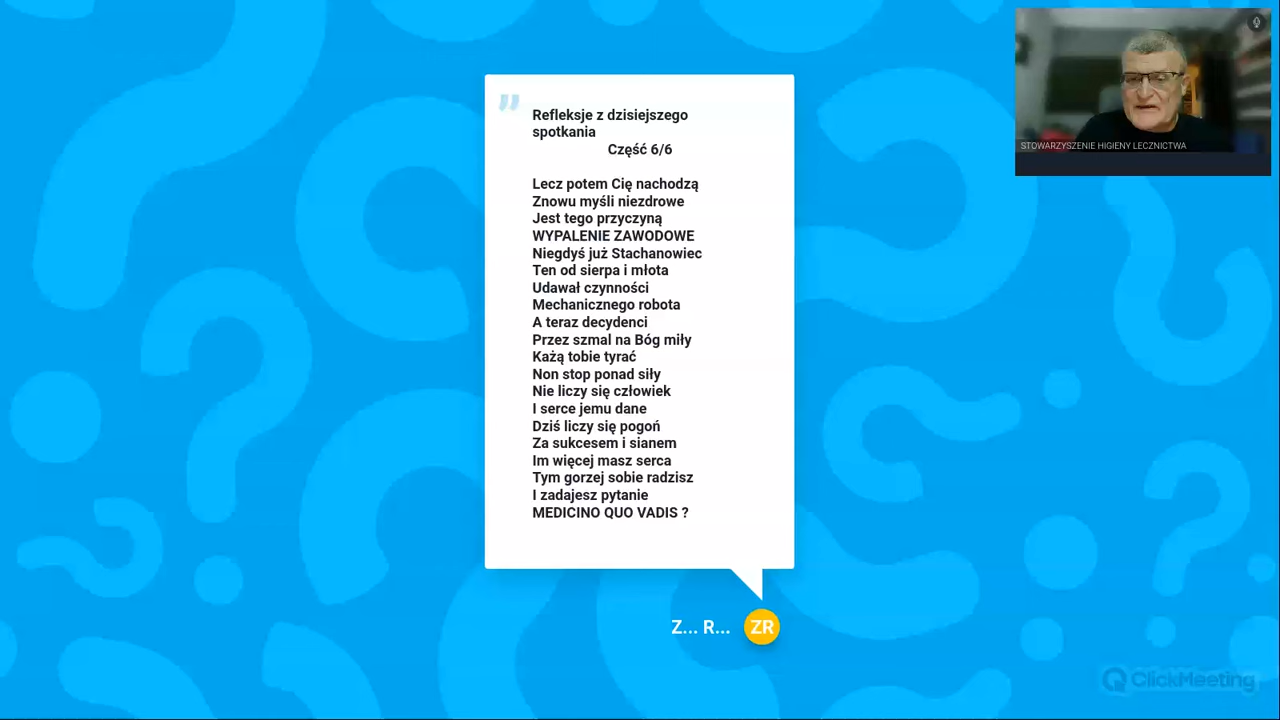 Refleksje z dzisiejszego
spotkania
Część 6/6
Lecz potem Cię nachodzą
Znowu myśli niezdrowe
Jest tego przyczyną
WYPALENIE ZAWODOWE
Niegdyś już Stachanowiec
Ten od sierpa i młota
Udawał czynności
Mechanicznego robota
A teraz decydenci
Przez szmal na Bóg miły
Każą tobie tyrać
Non stop ponad siły
Nie liczy się człowiek
I serce jemu dane
Dziś liczy się pogoń
Za sukcesem i sianem
Im więcej masz serca
Tym gorzej sobie radzisz
I zadajesz pytanie
MEDICINO QUO VADIS ?
Z... R...
ZR
STOWARZYSZENIE HIGIENY LECZNICTWA
ClickMeeting